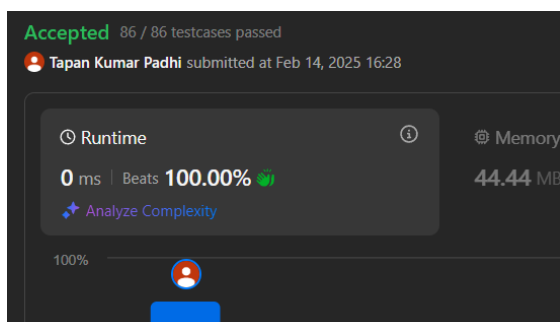 Accepted 86 / 86 testcases passed
Tapan Kumar Padhi submitted at Feb 14, 2025 16:28
Runtime
Memory
0 ms | Beats 100.00%
44.44 MB
Analyze Complexity
100%